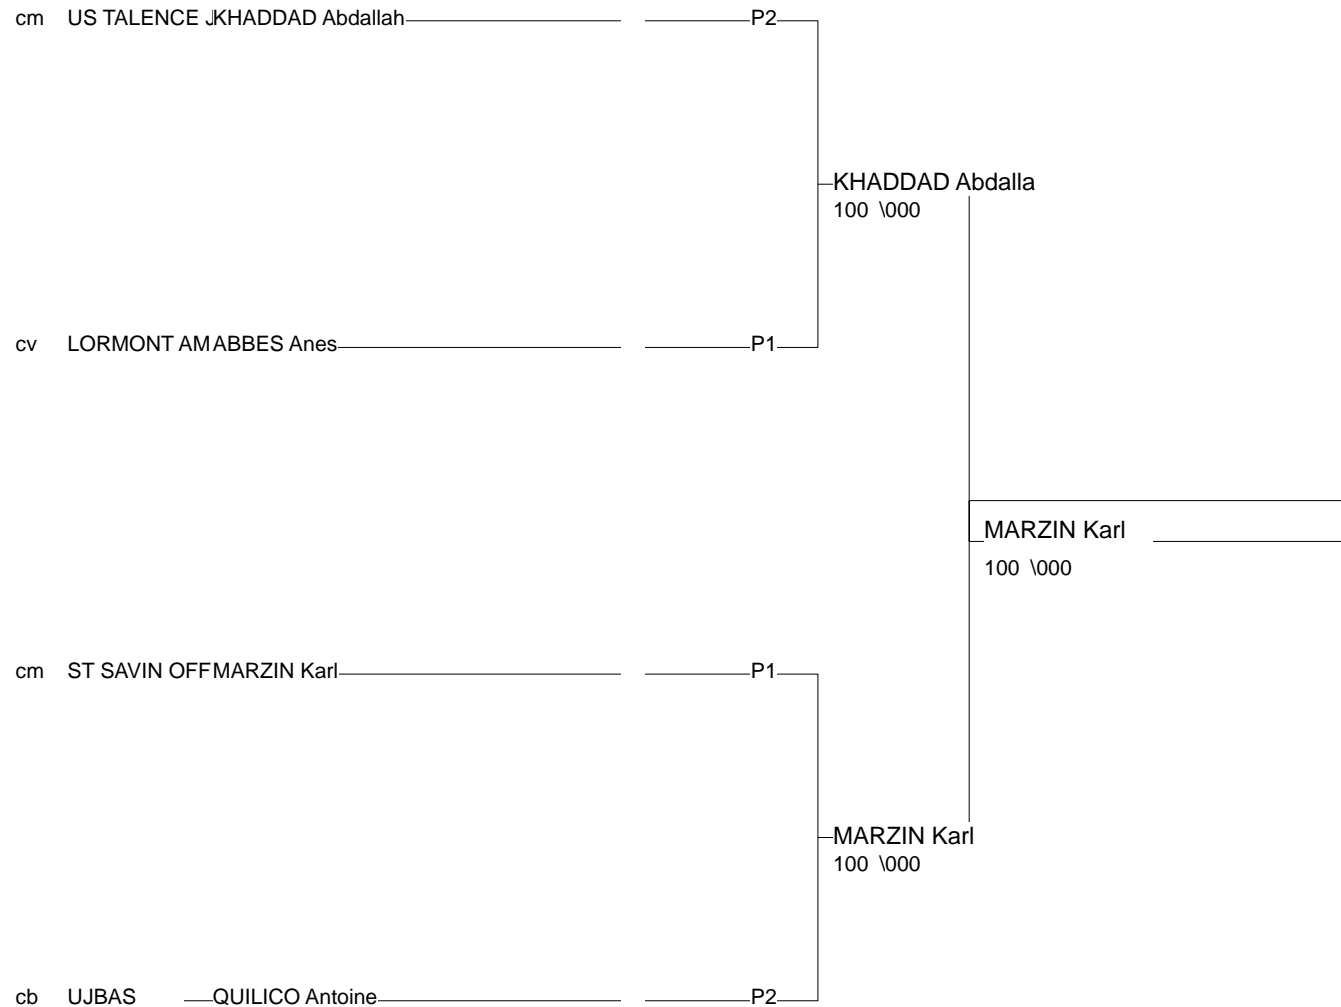 cm US TALENCE J KHADDAD Abdallah P2
KHADDAD Abdalla
100 \000
cv LORMONT AM ABBES Anes P1
MARZIN Karl
100 \000
cm ST SAVIN OFF MARZIN Karl P1
MARZIN Karl
100 \000
cb UJBAS QUILICO Antoine P2